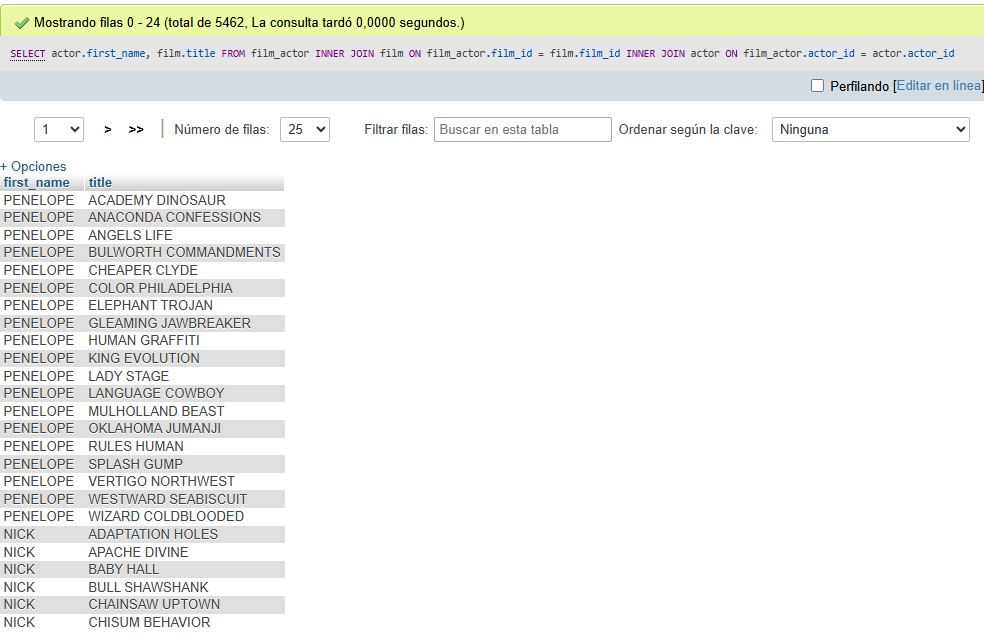 Mostrando filas 0 - 24 (total de 5462, La consulta tardó 0,0000 segundos.)
SELECT actor.first_name, film.title FROM film_actor INNER JOIN film ON film_actor.film_id = film.film_id INNER JOIN actor ON film_actor.actor_id = actor.actor_id
Perfilando [Editar en línea]
1 > >> Número de filas: 25 Filtrar filas: Buscar en esta tabla Ordenar según la clave: Ninguna
+ Opciones
first_name title
PENELOPE ACADEMY DINOSAUR
PENELOPE ANACONDA CONFESSIONS
PENELOPE ANGELS LIFE
PENELOPE BULWORTH COMMANDMENTS
PENELOPE CHEAPER CLYDE
PENELOPE COLOR PHILADELPHIA
PENELOPE ELEPHANT TROJAN
PENELOPE GLEAMING JAWBREAKER
PENELOPE HUMAN GRAFFITI
PENELOPE KING EVOLUTION
PENELOPE LADY STAGE
PENELOPE LANGUAGE COWBOY
PENELOPE MULHOLLAND BEAST
PENELOPE OKLAHOMA JUMANJI
PENELOPE RULES HUMAN
PENELOPE SPLASH GUMP
PENELOPE VERTIGO NORTHWEST
PENELOPE WESTWARD SEABISCUIT
PENELOPE WIZARD COLDBLOODED
NICK ADAPTATION HOLES
NICK APACHE DIVINE
NICK BABY HALL
NICK BULL SHAWSHANK
NICK CHAINSAW UPTOWN
NICK CHISUM BEHAVIOR